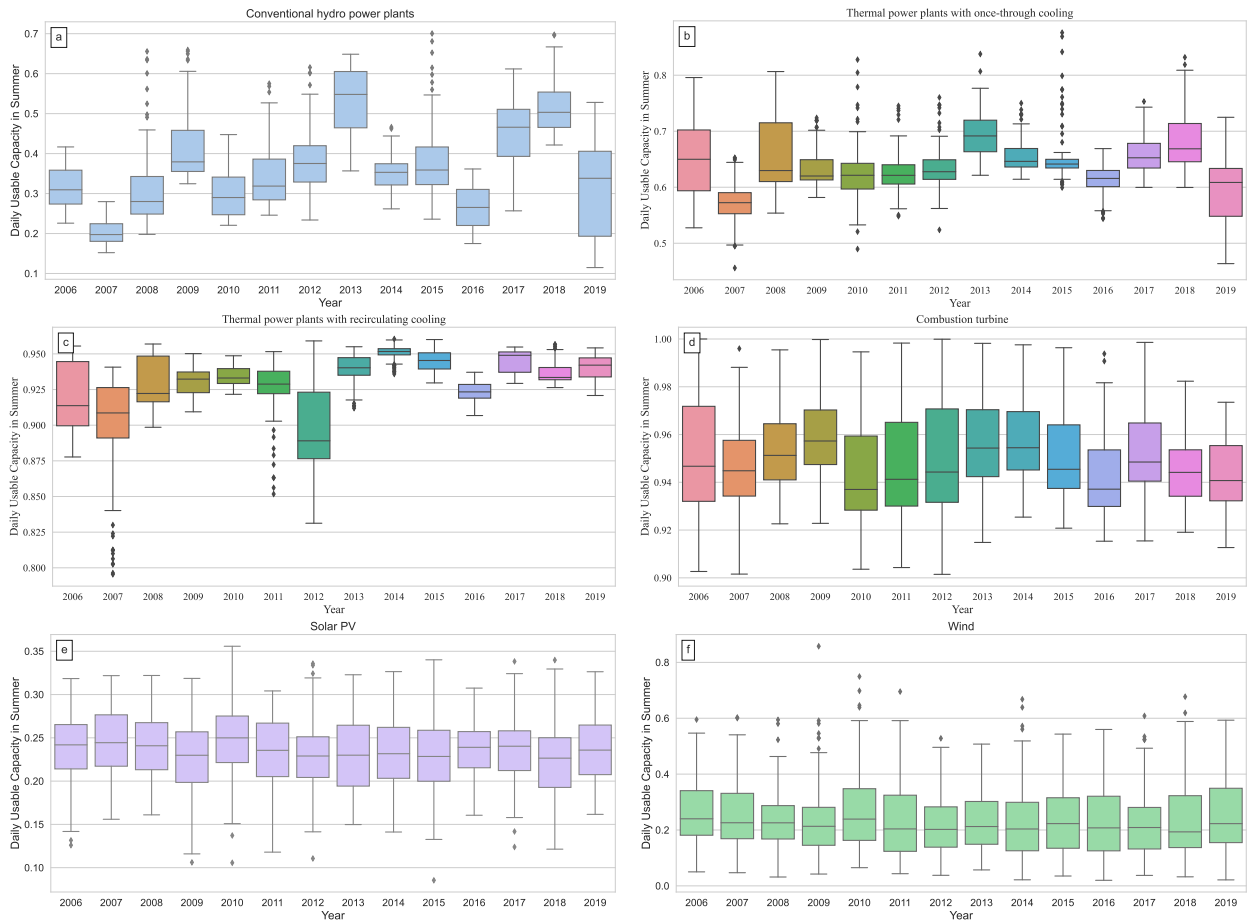 Conventional hydro power plants
a
Daily Usable Capacity in Summer
0.7
0.6
0.5
0.4
0.3
0.2
0.1
2006 2007 2008 2009 2010 2011 2012 2013 2014 2015 2016 2017 2018 2019
Year
Thermal power plants with once-through cooling
b
Daily Usable Capacity in Summer
0.8
0.7
0.6
0.5
2006 2007 2008 2009 2010 2011 2012 2013 2014 2015 2016 2017 2018 2019
Year
Thermal power plants with recirculating cooling
c
Daily Usable Capacity in Summer
0.950
0.925
0.900
0.875
0.850
0.825
0.800
2006 2007 2008 2009 2010 2011 2012 2013 2014 2015 2016 2017 2018 2019
Year
Combustion turbine
d
Daily Usable Capacity in Summer
1.00
0.98
0.96
0.94
0.92
0.90
2006 2007 2008 2009 2010 2011 2012 2013 2014 2015 2016 2017 2018 2019
Year
Solar PV
e
Daily Usable Capacity in Summer
0.35
0.30
0.25
0.20
0.15
0.10
2006 2007 2008 2009 2010 2011 2012 2013 2014 2015 2016 2017 2018 2019
Year
Wind
f
Daily Usable Capacity in Summer
0.8
0.6
0.4
0.2
0.0
2006 2007 2008 2009 2010 2011 2012 2013 2014 2015 2016 2017 2018 2019
Year